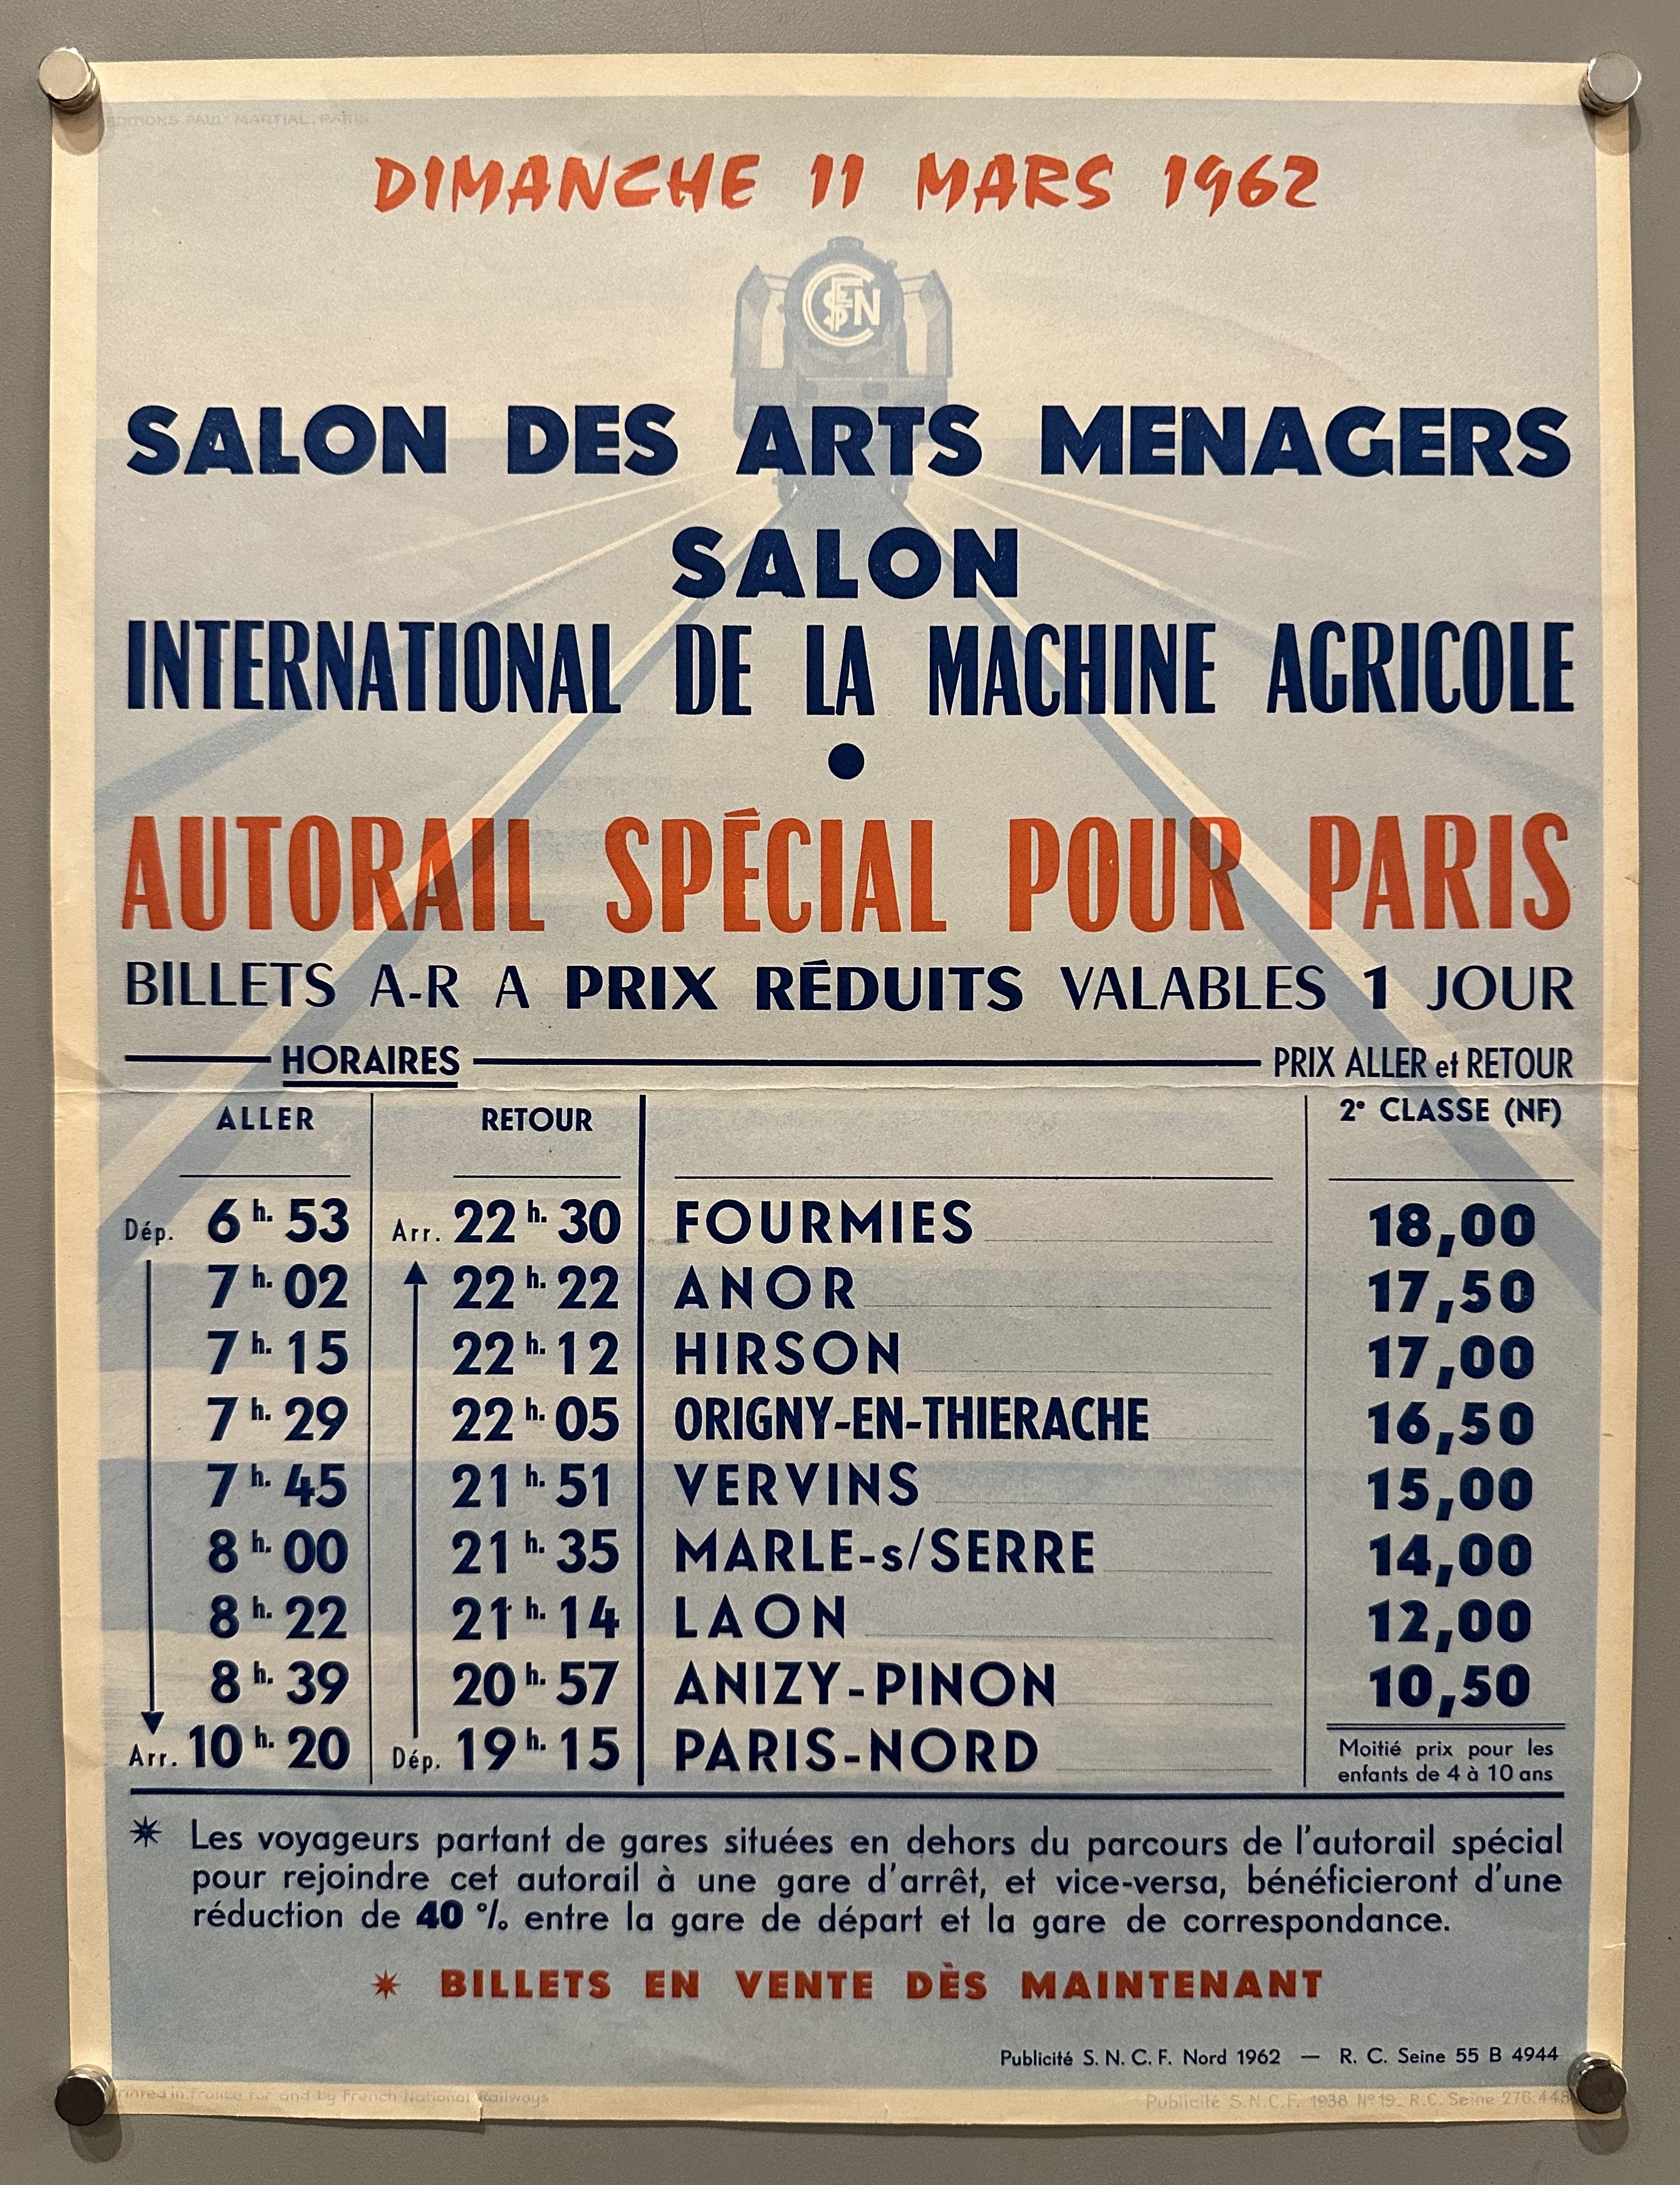 EDITIONS PAUL MARTIAL. PARIS
DIMANCHE 11 MARS 1962
SNCF
SALON DES ARTS MENAGERS
SALON
INTERNATIONAL DE LA MACHINE AGRICOLE
AUTORAIL SPÉCIAL POUR PARIS
BILLETS A-R A PRIX RÉDUITS VALABLES 1 JOUR
HORAIRES PRIX ALLER et RETOUR
ALLER RETOUR 2e CLASSE (NF)
Dép. 6 h. 53 Arr. 22 h. 30 FOURMIES 18,00
7 h. 02 22 h. 22 ANOR 17,50
7 h. 15 22 h. 12 HIRSON 17,00
7 h. 29 22 h. 05 ORIGNY-EN-THIERACHE 16,50
7 h. 45 21 h. 51 VERVINS 15,00
8 h. 00 21 h. 35 MARLE-s/SERRE 14,00
8 h. 22 21 h. 14 LAON 12,00
8 h. 39 20 h. 57 ANIZY-PINON 10,50
Arr. 10 h. 20 Dép. 19 h. 15 PARIS-NORD
Moitié prix pour les
enfants de 4 à 10 ans
✴ Les voyageurs partant de gares situées en dehors du parcours de l'autorail spécial
pour rejoindre cet autorail à une gare d'arrêt, et vice-versa, bénéficieront d'une
réduction de 40 % entre la gare de départ et la gare de correspondance.
✴ BILLETS EN VENTE DÈS MAINTENANT
Publicité S. N. C. F. Nord 1962 — R. C. Seine 55 B 4944
Printed in France for and by French National Railways
Publicité S.N.C.F. 1938 Nº 19_ R.C. Seine 276.448